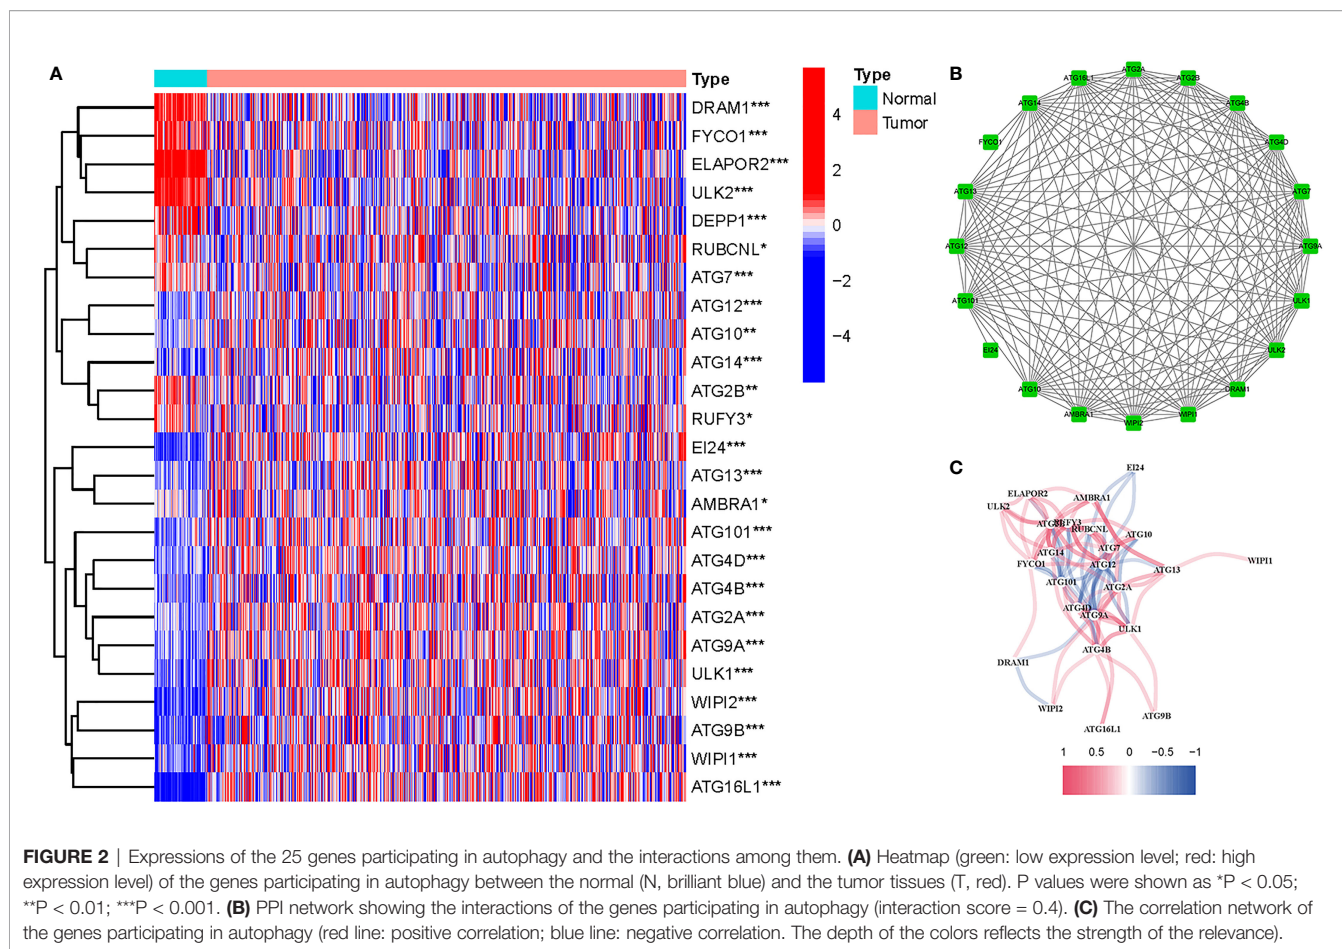 A
Type
DRAM1***
FYCO1***
ELAPOR2***
ULK2***
DEPP1***
RUBCNL*
ATG7***
ATG12***
ATG10**
ATG14***
ATG2B**
RUFY3*
EI24***
ATG13***
AMBRA1*
ATG101***
ATG4D***
ATG4B***
ATG2A***
ATG9A***
ULK1***
WIPI2***
ATG9B***
WIPI1***
ATG16L1***
4
2
0
−2
−4
Type
Normal
Tumor
B
ATG2A
ATG2B
ATG4B
ATG4D
ATG7
ATG9A
ULK1
ULK2
DRAM1
WIPI1
WIPI2
AMBRA1
ATG10
EI24
ATG101
ATG12
ATG13
FYCO1
ATG14
ATG16L1
C
EI24
ELAPOR2
AMBRA1
ULK2
RUFY3
RUBCNL
ATG10
ATG14
ATG7
FYCO1
ATG12
ATG13
WIPI1
ATG101
ATG2A
ATG4D
ATG9A
ULK1
ATG4B
DRAM1
WIPI2
ATG9B
ATG16L1
1 0.5 0 −0.5 −1
FIGURE 2 | Expressions of the 25 genes participating in autophagy and the interactions among them. (A) Heatmap (green: low expression level; red: high
expression level) of the genes participating in autophagy between the normal (N, brilliant blue) and the tumor tissues (T, red). P values were shown as *P < 0.05;
**P < 0.01; ***P < 0.001. (B) PPI network showing the interactions of the genes participating in autophagy (interaction score = 0.4). (C) The correlation network of
the genes participating in autophagy (red line: positive correlation; blue line: negative correlation. The depth of the colors reflects the strength of the relevance).